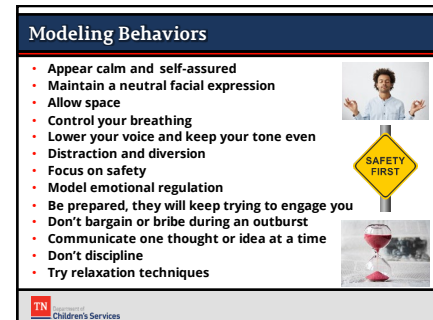 Modeling Behaviors
• Appear calm and self-assured
• Maintain a neutral facial expression
• Allow space
• Control your breathing
• Lower your voice and keep your tone even
• Distraction and diversion
• Focus on safety
• Model emotional regulation
• Be prepared, they will keep trying to engage you
• Don't bargain or bribe during an outburst
• Communicate one thought or idea at a time
• Don't discipline
• Try relaxation techniques
SAFETY
FIRST
TN
Department of
Children's Services